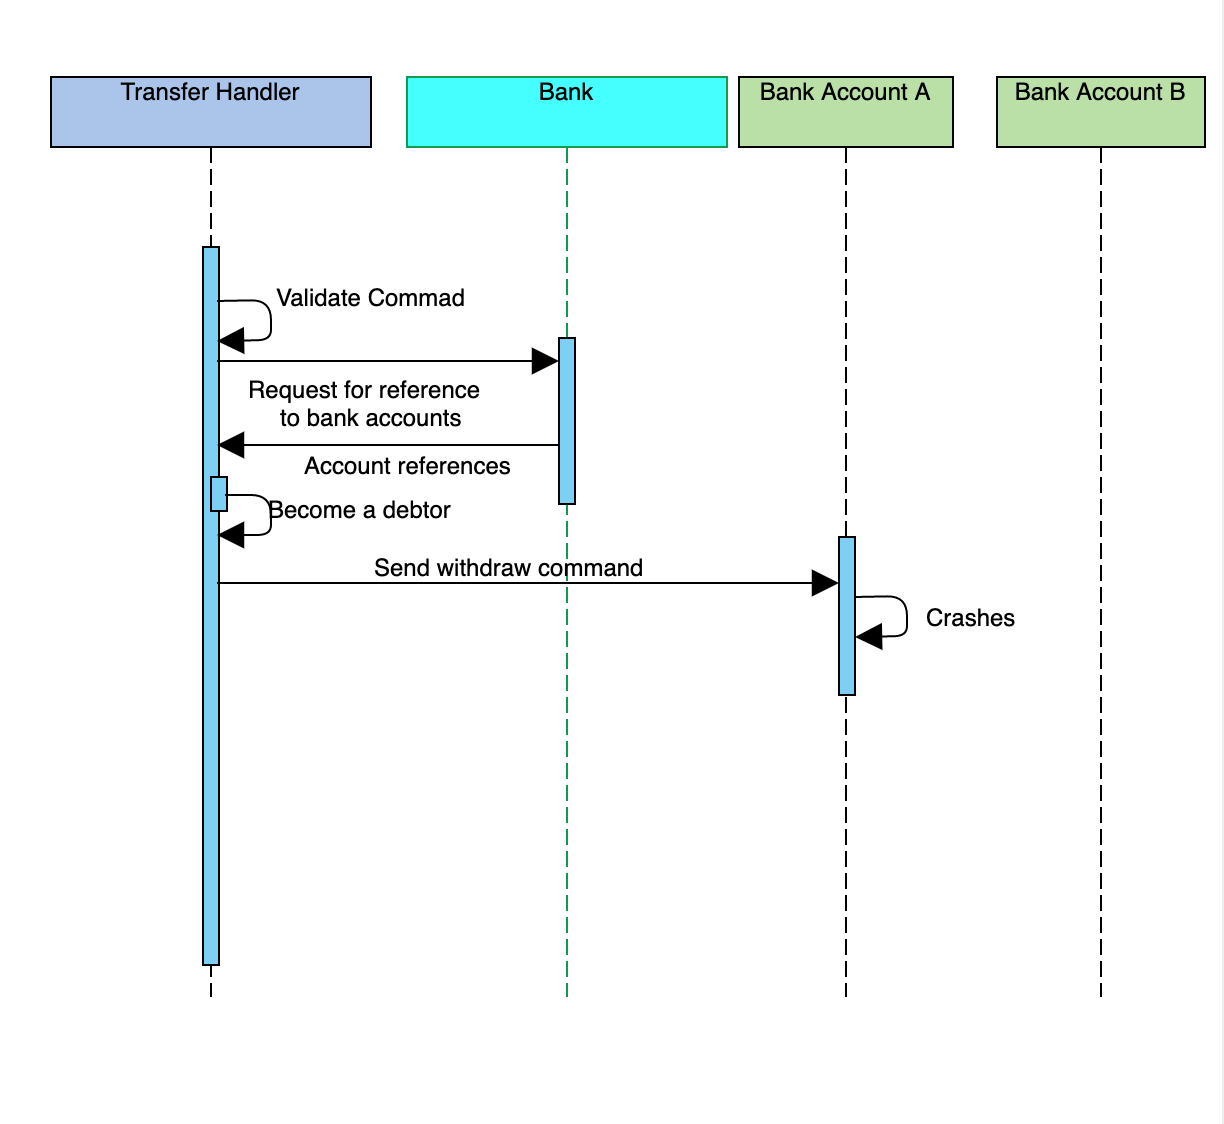 Transfer Handler
Bank
Bank Account A
Bank Account B
Validate Commad
Request for reference
to bank accounts
Account references
Become a debtor
Send withdraw command
Crashes